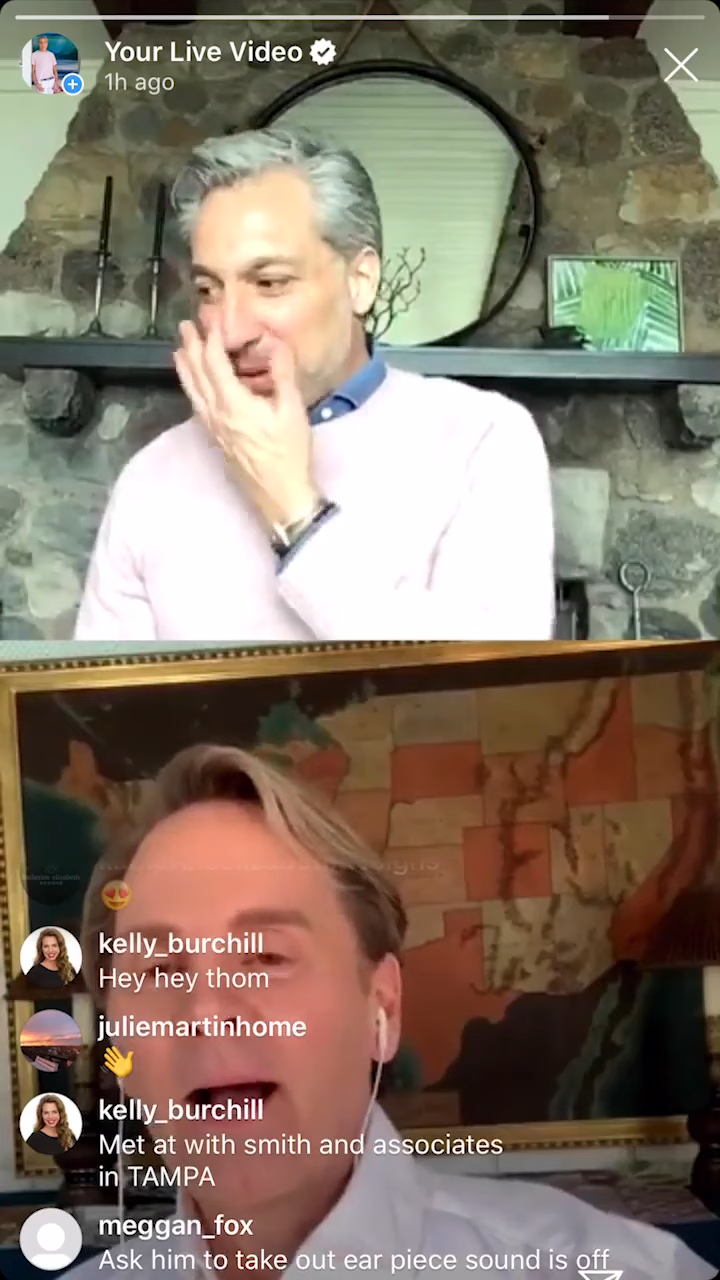 Your Live Video
1h ago
kelly_burchill
Hey hey thom
juliemartinhome
kelly_burchill
Met at with smith and associates
in TAMPA
meggan_fox
Ask him to take out ear piece sound is off